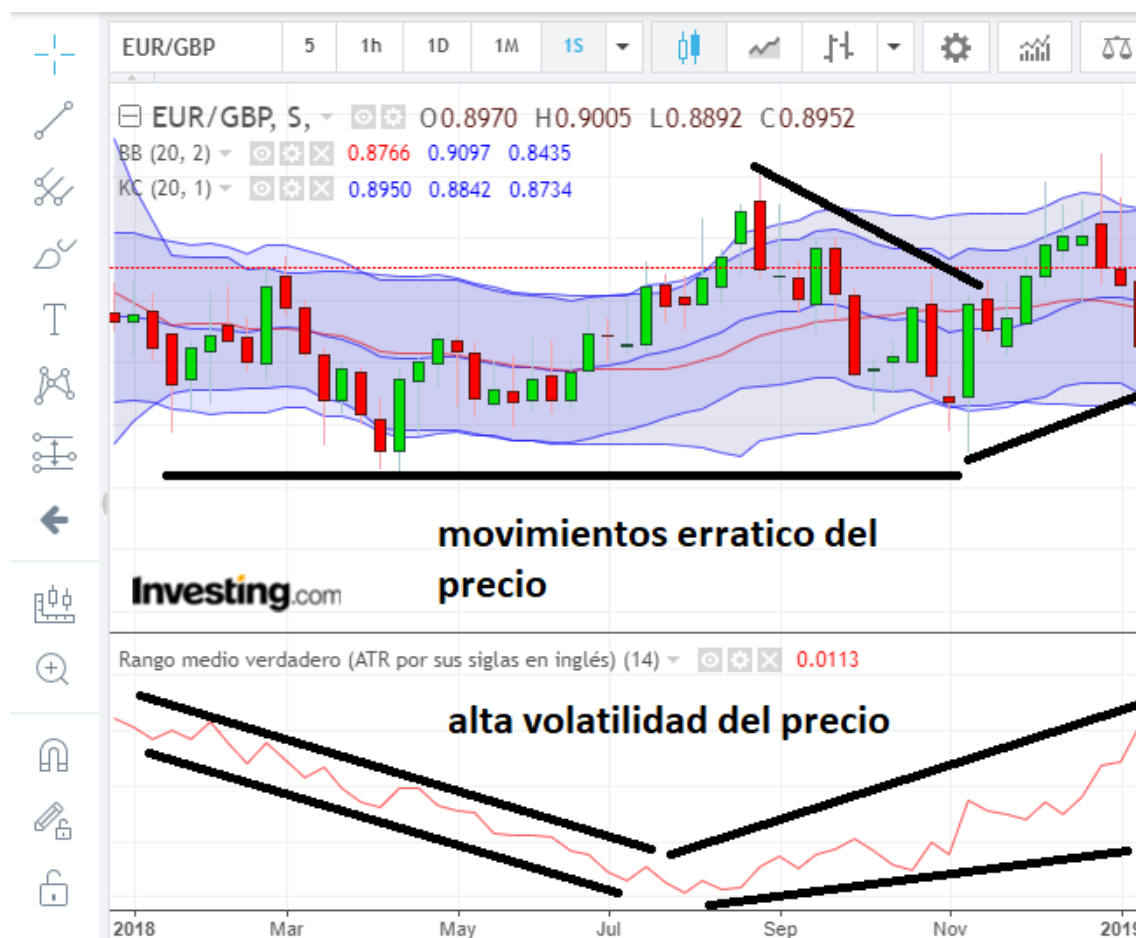 EUR/GBP 5 1h 1D 1M 1S
EUR/GBP, S, O0.8970 H0.9005 L0.8892 C0.8952
BB (20, 2) 0.8766 0.9097 0.8435
KC (20, 1) 0.8950 0.8842 0.8734
T
movimientos erratico del
precio
Investing.com
Rango medio verdadero (ATR por sus siglas en inglés) (14) 0.0113
alta volatilidad del precio
2018 Mar May Jul Sep Nov 2019